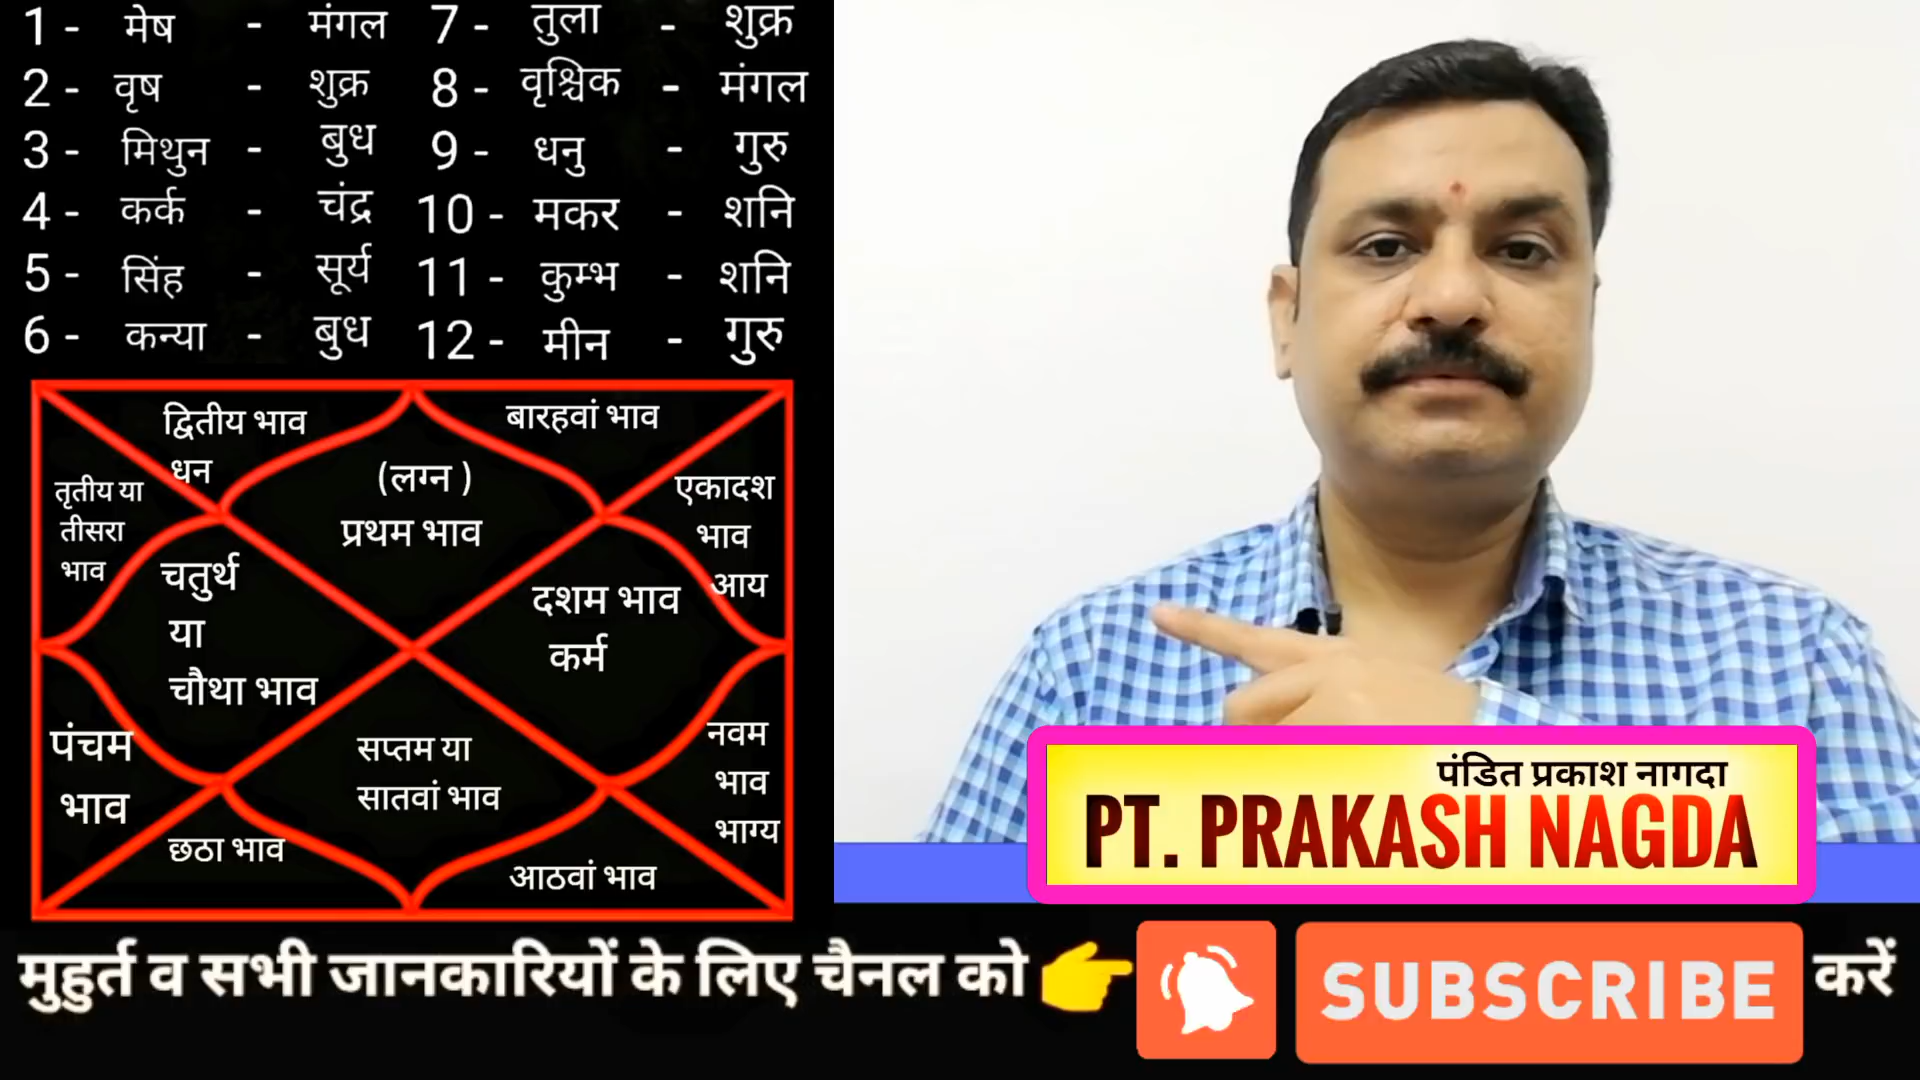 1 - मेष - मंगल 7 - तुला - शुक्र
2 - वृष - शुक्र 8 - वृश्चिक - मंगल
3 - मिथुन - बुध 9 - धनु - गुरु
4 - कर्क - चंद्र 10 - मकर - शनि
5 - सिंह - सूर्य 11 - कुम्भ - शनि
6 - कन्या - बुध 12 - मीन - गुरु
द्वितीय भाव
धन
बारहवां भाव
(लग्न )
प्रथम भाव
तृतीय या
तीसरा
भाव
एकादश
भाव
आय
चतुर्थ
या
चौथा भाव
दशम भाव
कर्म
पंचम
भाव
सप्तम या
सातवां भाव
नवम
भाव
भाग्य
छठा भाव
आठवां भाव
पंडित प्रकाश नागदा
PT. PRAKASH NAGDA
मुहुर्त व सभी जानकारियों के लिए चैनल को SUBSCRIBE करें